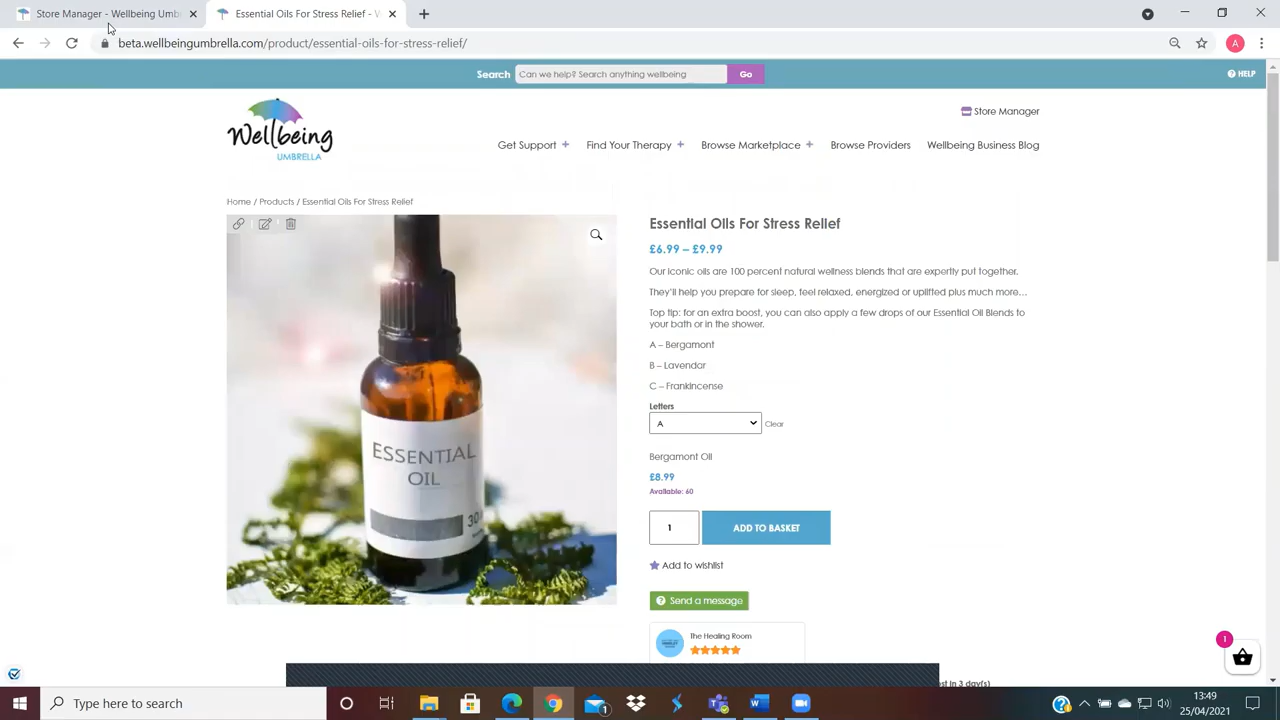 Store Manager - Wellbeing Umb
Essential Oils For Stress Relief - W
beta.wellbeingumbrella.com/product/essential-oils-for-stress-relief/
A
Search
Can we help? Search anything wellbeing
Go
HELP
Wellbeing
UMBRELLA
Store Manager
Get Support +
Find Your Therapy +
Browse Marketplace +
Browse Providers
Wellbeing Business Blog
Home / Products / Essential Oils For Stress Relief
ESSENTIAL
OIL
30
Essential Oils For Stress Relief
£6.99 – £9.99
Our iconic oils are 100 percent natural wellness blends that are expertly put together.
They'll help you prepare for sleep, feel relaxed, energized or uplifted plus much more...
Top tip: for an extra boost, you can also apply a few drops of our Essential Oil Blends to
your bath or in the shower.
A – Bergamont
B – Lavendar
C – Frankincense
Letters
A
Clear
Bergamont Oil
£8.99
Available: 60
1
ADD TO BASKET
Add to wishlist
Send a message
The Healing Room
1
ost in 3 day(s)
Type here to search
1
13:49
25/04/2021